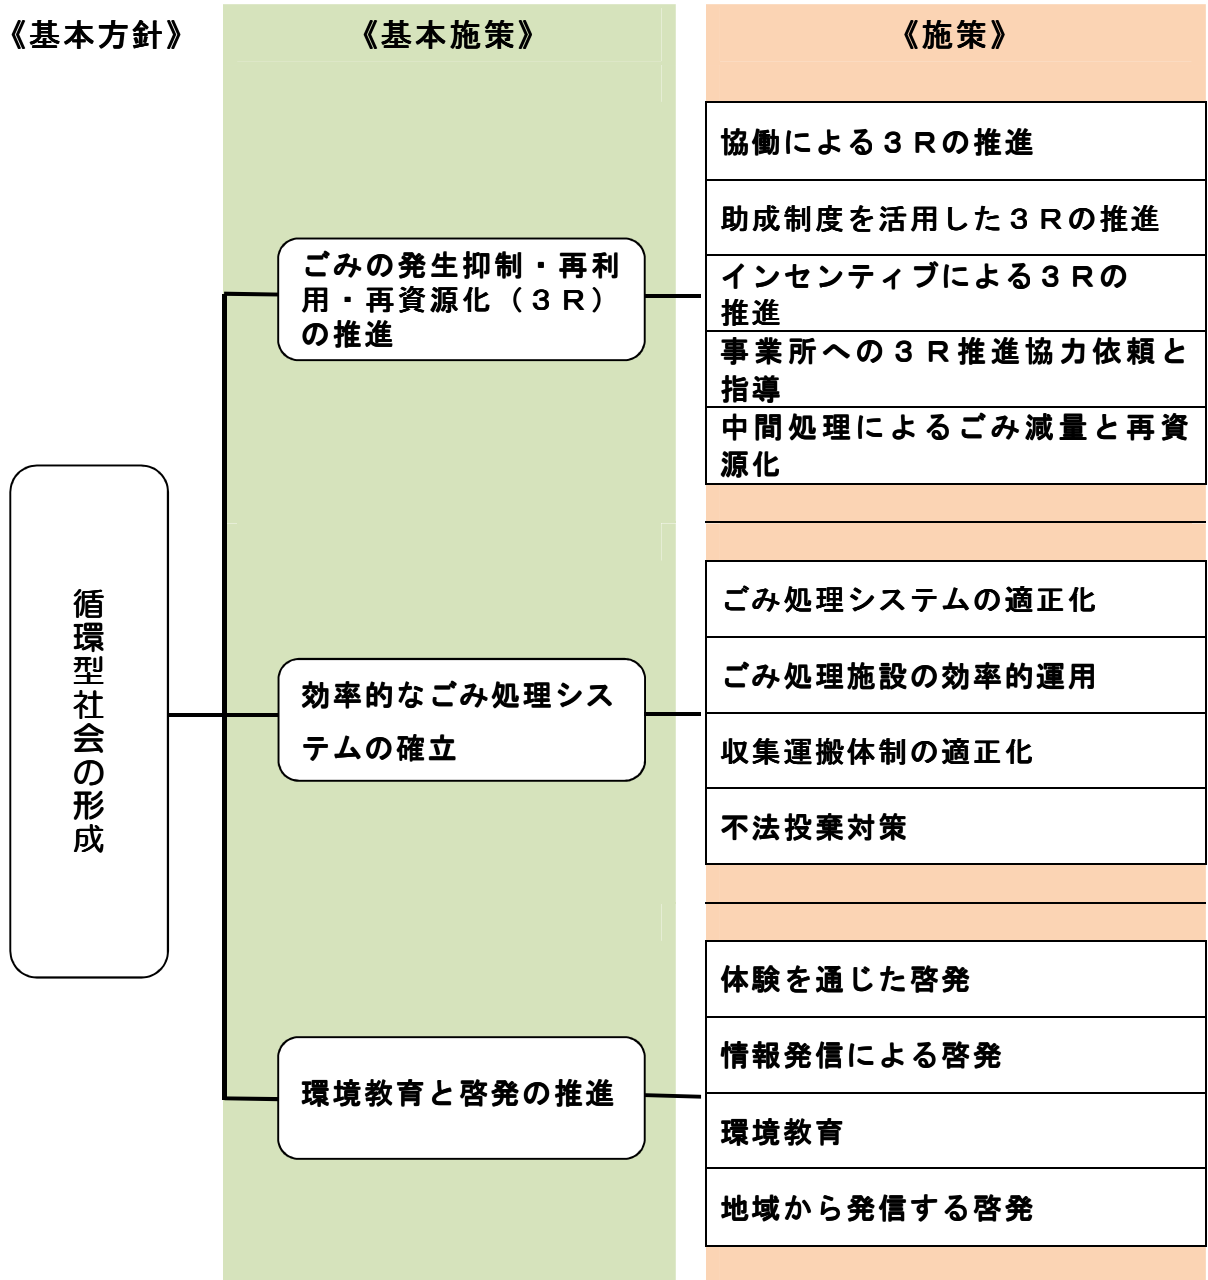 《基本方針》
《基本施策》
《施策》
循環型社会の形成
ごみの発生抑制・再利
用・再資源化（３Ｒ）
の推進
協働による３Ｒの推進
助成制度を活用した３Ｒの推進
インセンティブによる３Ｒの
推進
事業所への３Ｒ推進協力依頼と
指導
中間処理によるごみ減量と再資
源化
効率的なごみ処理シス
テムの確立
ごみ処理システムの適正化
ごみ処理施設の効率的運用
収集運搬体制の適正化
不法投棄対策
環境教育と啓発の推進
体験を通じた啓発
情報発信による啓発
環境教育
地域から発信する啓発